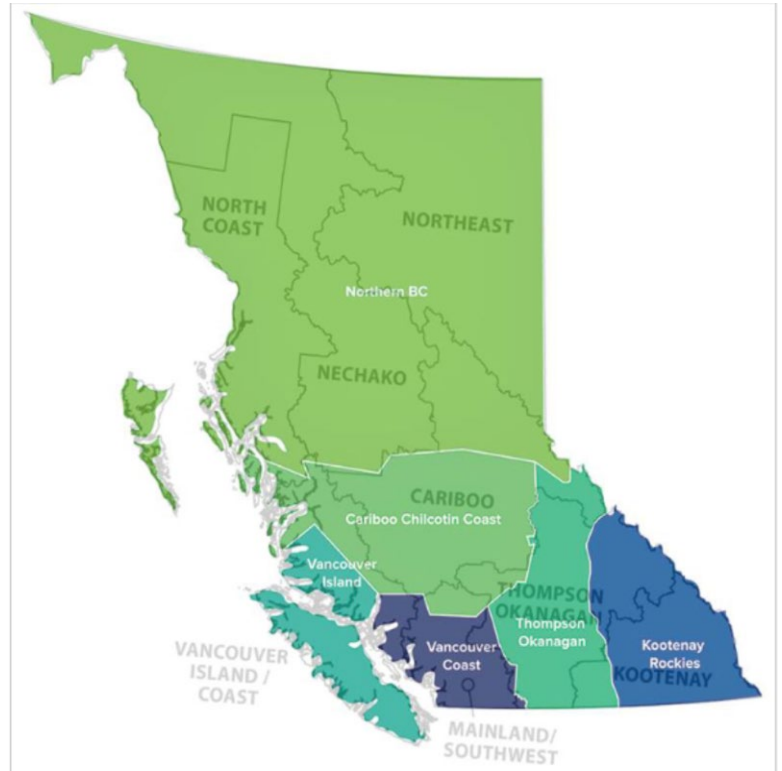 NORTH
COAST
NORTHEAST
Northern BC
NECHAKO
CARIBOO
Cariboo Chilcotin Coast
Vancouver
Island
THOMPSON
OKANAGAN
Thompson
Okanagan
Vancouver
Coast
Kootenay
Rockies
KOOTENAY
VANCOUVER
ISLAND /
COAST
MAINLAND/
SOUTHWEST